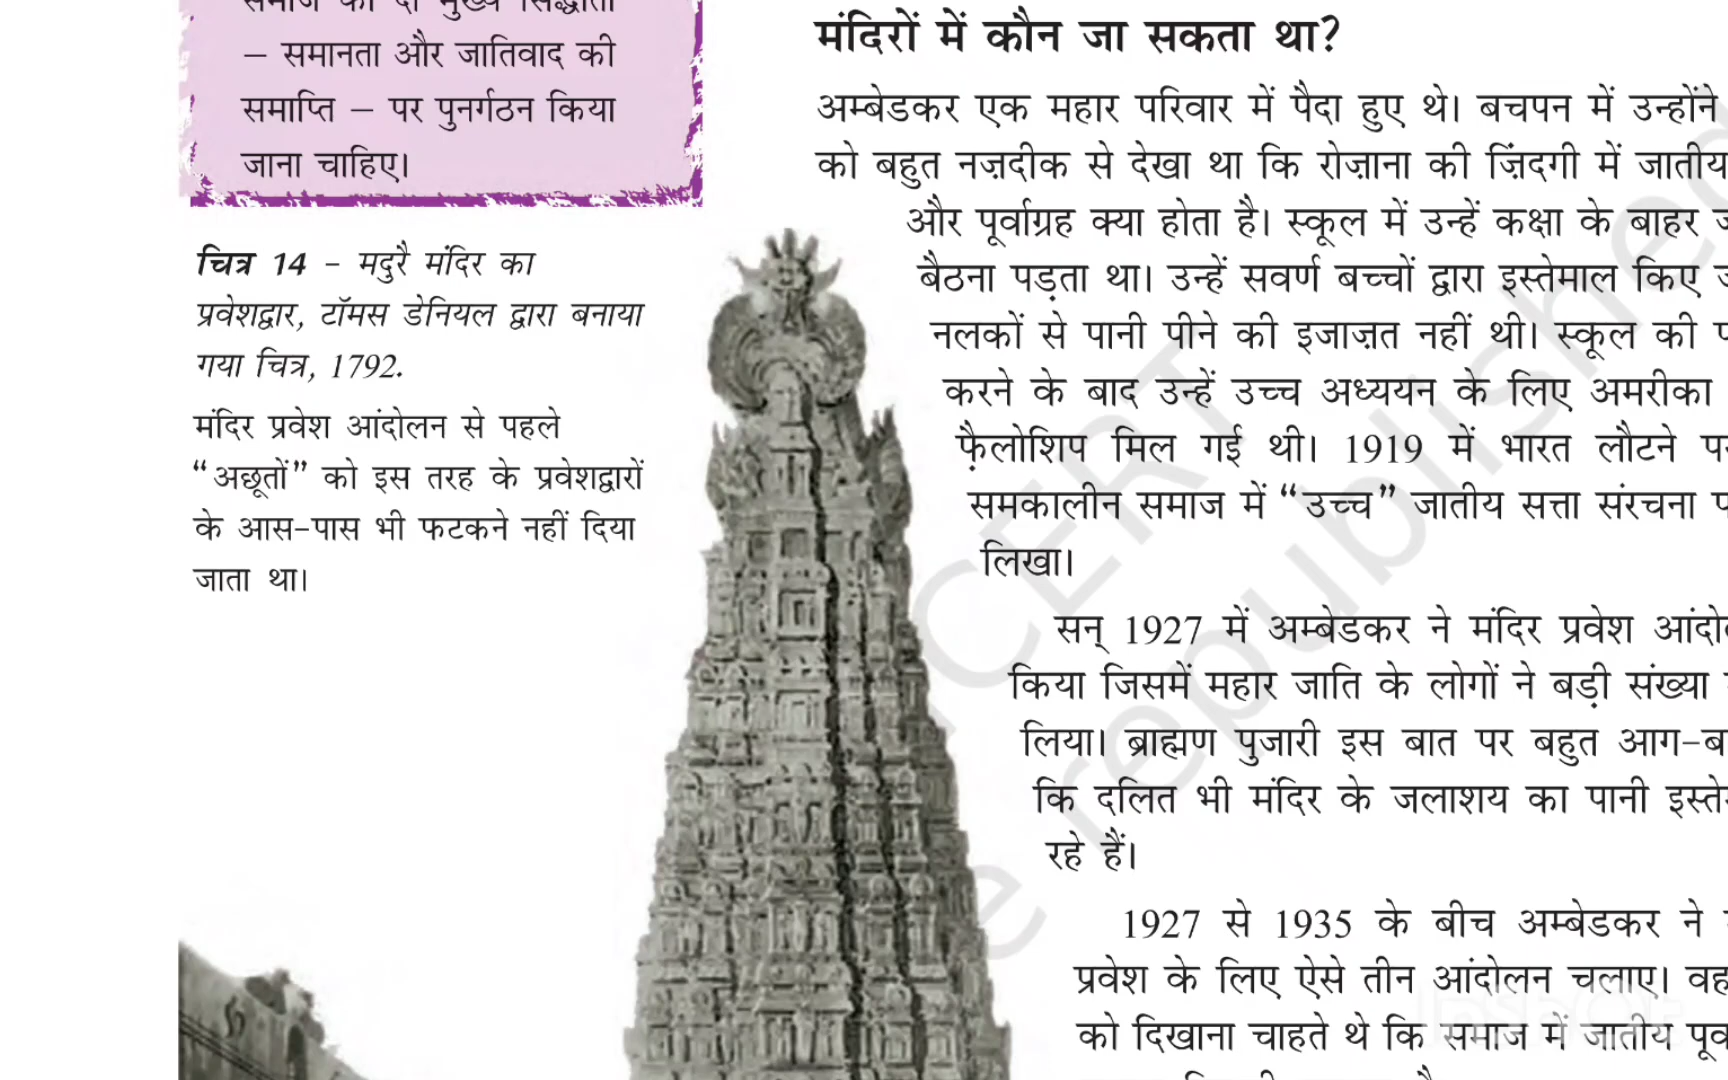 – समानता और जातिवाद की
समाप्ति – पर पुनर्गठन किया
जाना चाहिए।
चित्र 14 – मदुरै मंदिर का
प्रवेशद्वार, टॉमस डेनियल द्वारा बनाया
गया चित्र, 1792.
मंदिर प्रवेश आंदोलन से पहले
“अछूतों” को इस तरह के प्रवेशद्वारों
के आस-पास भी फटकने नहीं दिया
जाता था।
मंदिरों में कौन जा सकता था?
अम्बेडकर एक महार परिवार में पैदा हुए थे। बचपन में उन्होंने
को बहुत नज़दीक से देखा था कि रोज़ाना की ज़िंदगी में जातीय
और पूर्वाग्रह क्या होता है। स्कूल में उन्हें कक्षा के बाहर
बैठना पड़ता था। उन्हें सवर्ण बच्चों द्वारा इस्तेमाल किए
नलकों से पानी पीने की इजाज़त नहीं थी। स्कूल की
करने के बाद उन्हें उच्च अध्ययन के लिए अमरीका
फ़ैलोशिप मिल गई थी। 1919 में भारत लौटने
समकालीन समाज में “उच्च” जातीय सत्ता संरचना
लिखा।
सन् 1927 में अम्बेडकर ने मंदिर प्रवेश
किया जिसमें महार जाति के लोगों ने बड़ी संख्या
लिया। ब्राह्मण पुजारी इस बात पर बहुत
कि दलित भी मंदिर के जलाशय का पानी
रहे हैं।
1927 से 1935 के बीच अम्बेडकर ने
प्रवेश के लिए ऐसे तीन आंदोलन चलाए। वह
को दिखाना चाहते थे कि समाज में जातीय
NCERT
republished
InShOt